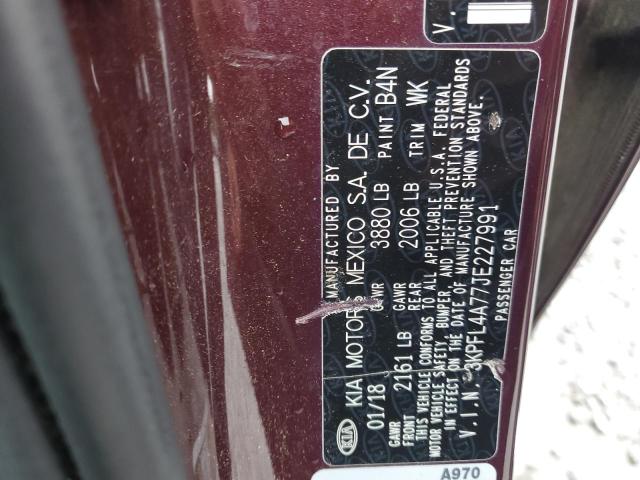 V.
KIA
MANUFACTURED BY
KIA MOTORS MEXICO S.A. DE C.V.
01/18 3880 LB PAINT B4N
GAWR FRONT 2161 LB GAWR REAR 2006 LB TRIM WK
THIS VEHICLE CONFORMS TO ALL APPLICABLE U.S.A. FEDERAL
MOTOR VEHICLE SAFETY, BUMPER, AND THEFT PREVENTION STANDARDS
IN EFFECT ON THE DATE OF MANUFACTURE SHOWN ABOVE.
V.I.N.: 3KPFL4A77JE227991
PASSENGER CAR
A970